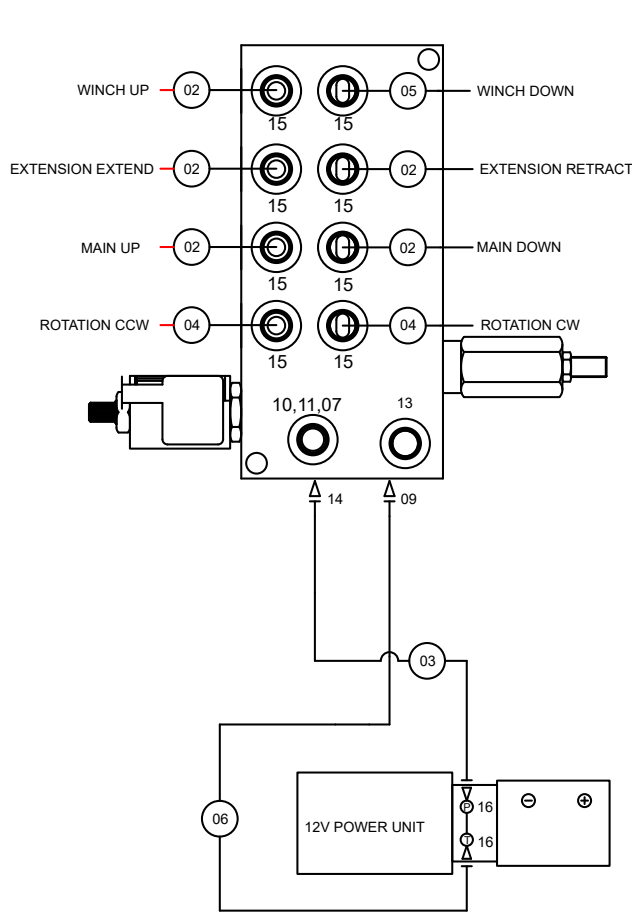 WINCH UP 02 05 WINCH DOWN
15 15
EXTENSION EXTEND 02 02 EXTENSION RETRACT
15 15
MAIN UP 02 02 MAIN DOWN
15 15
ROTATION CCW 04 04 ROTATION CW
15 15
10,11,07 13
14 09
03
P 16
06 12V POWER UNIT
T 16